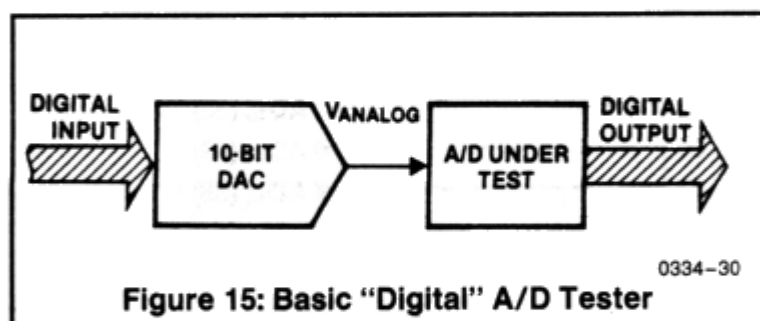 DIGITAL
INPUT
10-BIT
DAC
VANALOG
A/D UNDER
TEST
DIGITAL
OUTPUT
0334-30
Figure 15: Basic "Digital" A/D Tester